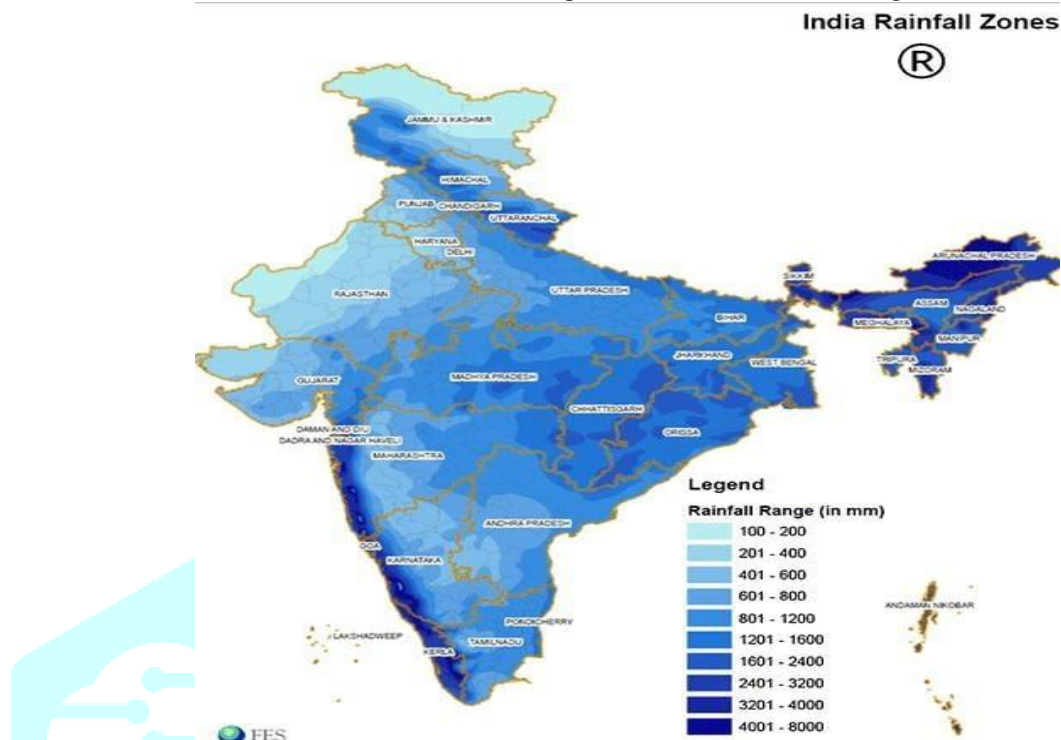 India Rainfall Zones
®
JAMMU & KASHMIR
HIMACHAL
PUNJAB
CHANDIGARH
UTTARANCHAL
HARYANA
DELHI
RAJASTHAN
UTTAR PRADESH
SIKKIM
ARUNACHAL PRADESH
ASSAM
NAGALAND
BIHAR
MEGHALAYA
MANIPUR
JHARKHAND
WEST BENGAL
TRIPURA
MIZORAM
GUJARAT
MADHYA PRADESH
CHHATTISGARH
ORISSA
DAMAN AND DIU
DADRA AND NAGAR HAVELI
MAHARASHTRA
ANDHRA PRADESH
GOA
KARNATAKA
PONDICHERRY
LAKSHADWEEP
TAMILNADU
KERLA
ANDAMAN NIKOBAR
Legend
Rainfall Range (in mm)
100 - 200
201 - 400
401 - 600
601 - 800
801 - 1200
1201 - 1600
1601 - 2400
2401 - 3200
3201 - 4000
4001 - 8000
FES